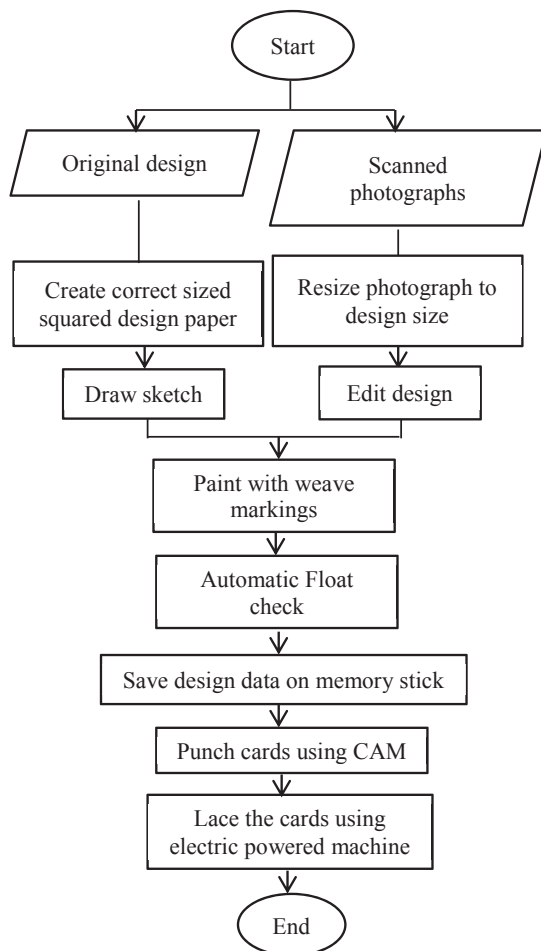 Start
Original design
Scanned
photographs
Create correct sized
squared design paper
Resize photograph to
design size
Draw sketch
Edit design
Paint with weave
markings
Automatic Float
check
Save design data on memory stick
Punch cards using CAM
Lace the cards using
electric powered machine
End